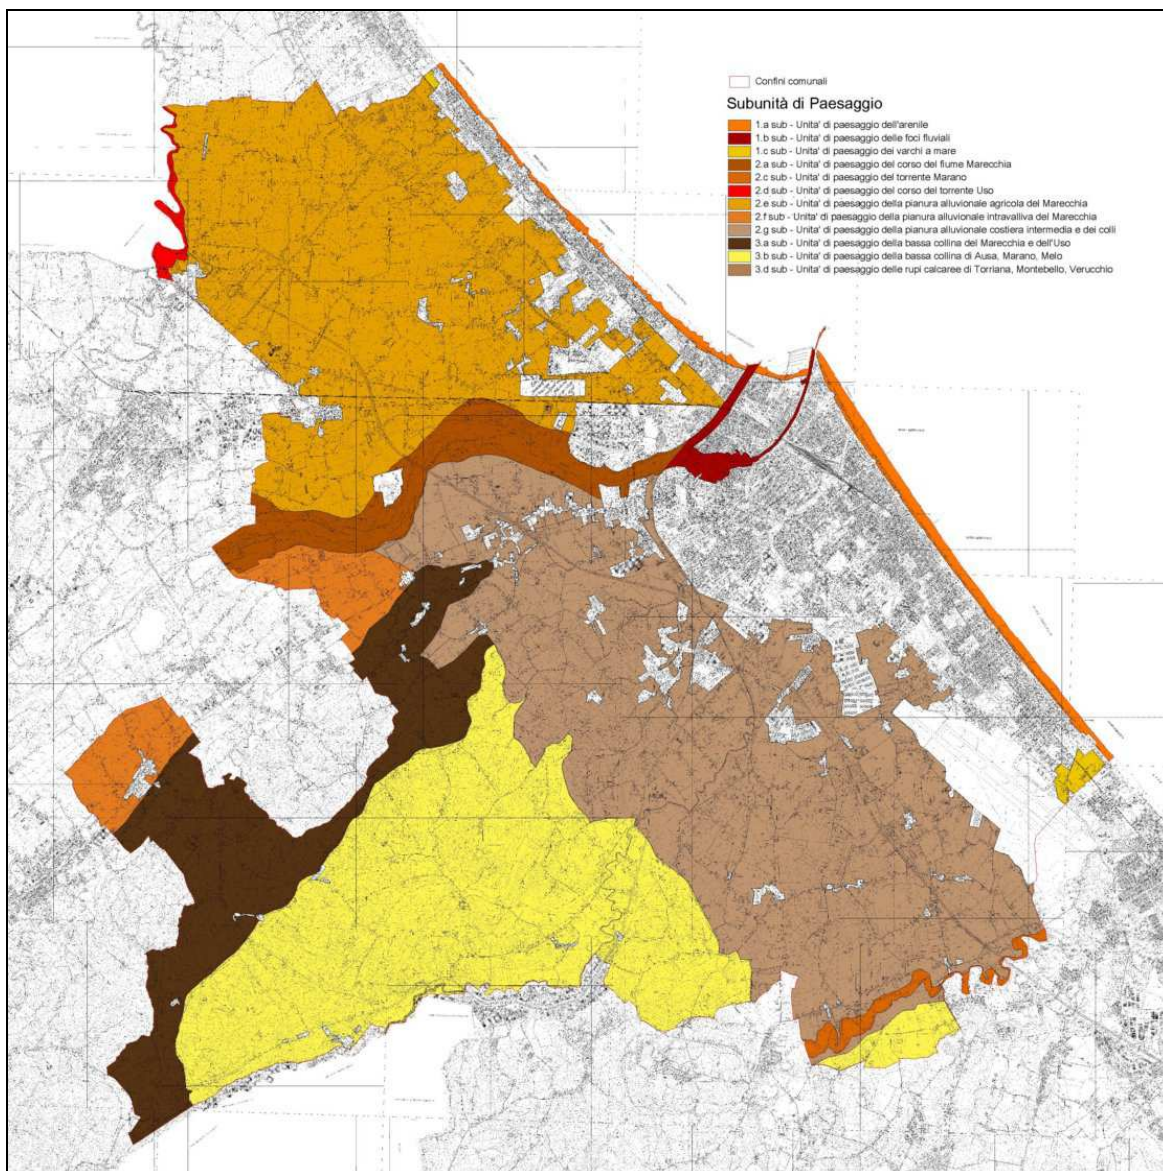 Confini comunali
Subunità di Paesaggio
1.a sub - Unita' di paesaggio dell'arenile
1.b sub - Unita' di paesaggio delle foci fluviali
1.c sub - Unita' di paesaggio dei varchi a mare
2.a sub - Unita' di paesaggio del corso del fiume Marecchia
2.c sub - Unita' di paesaggio del torrente Marano
2.d sub - Unita' di paesaggio del corso del torrente Uso
2.e sub - Unita' di paesaggio della pianura alluvionale agricola del Marecchia
2.f sub - Unita' di paesaggio della pianura alluvionale intravalliva del Marecchia
2.g sub - Unita' di paesaggio della pianura alluvionale costiera intermedia e dei colli
3.a sub - Unita' di paesaggio della bassa collina del Marecchia e dell'Uso
3.b sub - Unita' di paesaggio della bassa collina di Ausa, Marano, Melo
3.d sub - Unita' di paesaggio delle rupi calcaree di Torriana, Montebello, Verucchio